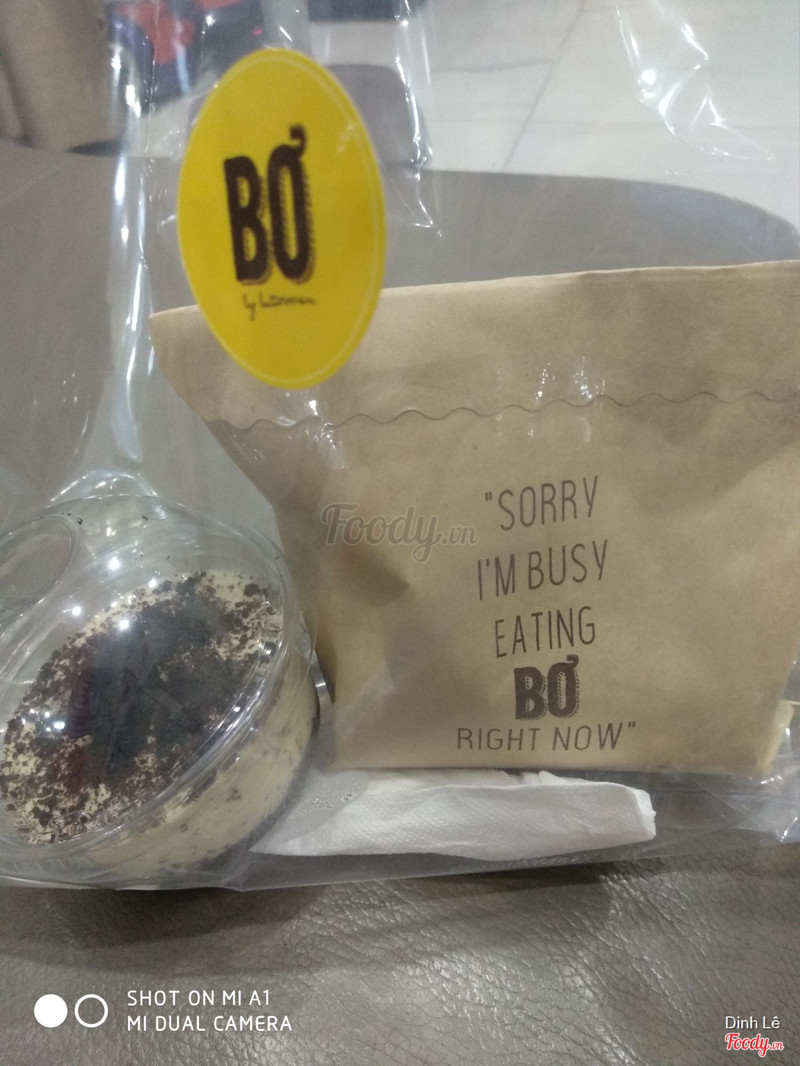 BƠ
Foody.vn
"SORRY
I'M BUSY
EATING
BƠ
RIGHT NOW"
SHOT ON MI A1
MI DUAL CAMERA
Dinh Lê
Foody.vn